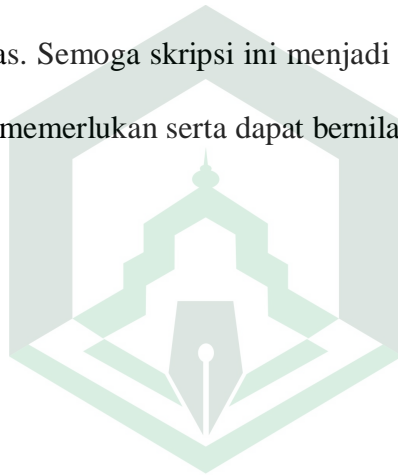 as. Semoga skripsi ini menjadi
memerlukan serta dapat bernila